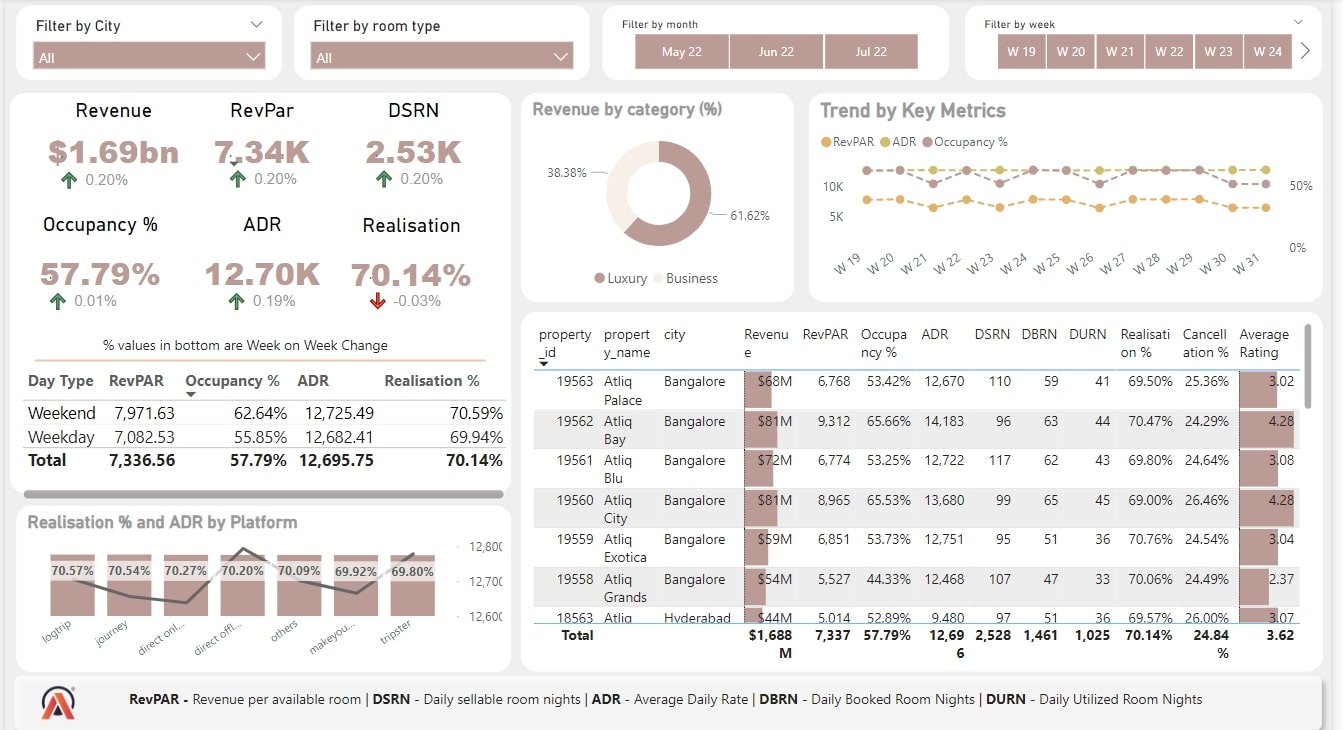 Filter by City
All
Filter by room type
All
Filter by month
May 22 Jun 22 Jul 22
Filter by week
W 19 W 20 W 21 W 22 W 23 W 24
Revenue RevPar DSRN
$1.69bn 7.34K 2.53K
0.20% 0.20% 0.20%
Occupancy % ADR Realisation
57.79% 12.70K 70.14%
0.01% 0.19% -0.03%
% values in bottom are Week on Week Change
Day Type RevPAR Occupancy % ADR Realisation %
Weekend 7,971.63 62.64% 12,725.49 70.59%
Weekday 7,082.53 55.85% 12,682.41 69.94%
Total 7,336.56 57.79% 12,695.75 70.14%
Realisation % and ADR by Platform
12,800
70.57% 70.54% 70.27% 70.20% 70.09% 69.92% 69.80%
12,700
12,600
logtrip journey direct onl... direct offl... others makeyou... tripster
Revenue by category (%)
38.38%
61.62%
Luxury Business
Trend by Key Metrics
RevPAR ADR Occupancy %
10K
50%
5K
0%
W 19 W 20 W 21 W 22 W 23 W 24 W 25 W 26 W 27 W 28 W 29 W 30 W 31
property propert city Revenu RevPAR Occupa ADR DSRN DBRN DURN Realisati Cancell Average
_id y_name e ncy % on % ation % Rating
19563 Atliq Bangalore $68M 6,768 53.42% 12,670 110 59 41 69.50% 25.36% 3.02
Palace
19562 Atliq Bangalore $81M 9,312 65.66% 14,183 96 63 44 70.47% 24.29% 4.28
Bay
19561 Atliq Bangalore $72M 6,774 53.25% 12,722 117 62 43 69.80% 24.64% 3.08
Blu
19560 Atliq Bangalore $81M 8,965 65.53% 13,680 99 65 45 69.00% 26.46% 4.28
City
19559 Atliq Bangalore $59M 6,851 53.73% 12,751 95 51 36 70.76% 24.54% 3.04
Exotica
19558 Atliq Bangalore $54M 5,527 44.33% 12,468 107 47 33 70.06% 24.49% 2.37
Grands
18563 Atliq Hyderabad $44M 5,014 52.89% 9,480 97 51 36 69.57% 26.00% 3.07
Total $1,688 7,337 57.79% 12,69 2,528 1,461 1,025 70.14% 24.84 3.62
M 6 %
RevPAR - Revenue per available room | DSRN - Daily sellable room nights | ADR - Average Daily Rate | DBRN - Daily Booked Room Nights | DURN - Daily Utilized Room Nights